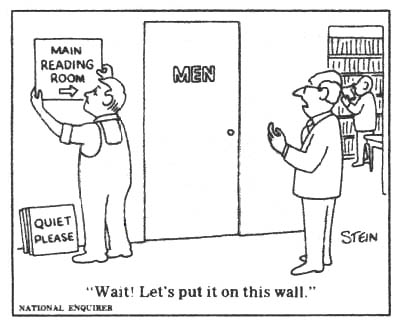 MAIN
READING
ROOM
MEN
QUIET
PLEASE
STEIN
"Wait! Let's put it on this wall."
NATIONAL ENQUIRER